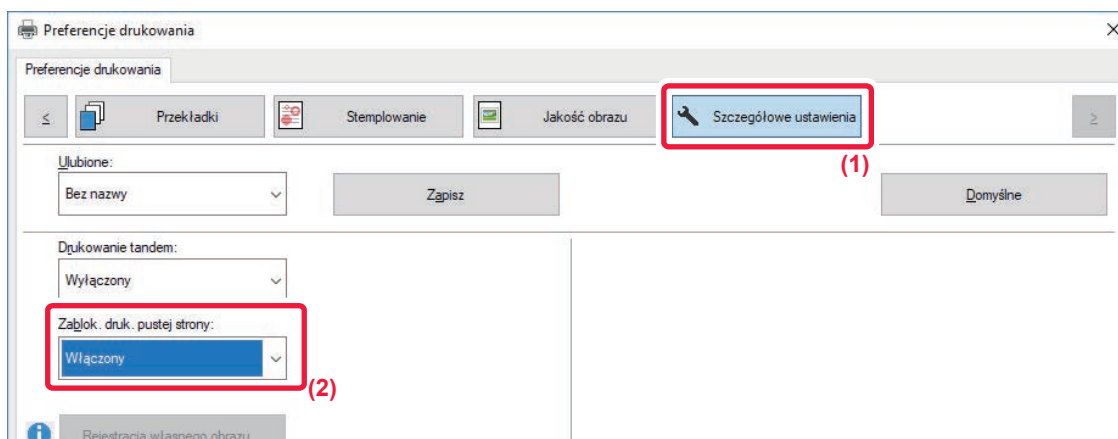 Preferencje drukowania
Preferencje drukowania
<
Przekładki
Stemplowanie
Jakość obrazu
Szczegółowe ustawienia
>
(1)
Ulubione:
Bez nazwy
Zapisz
Domyślne
Drukowanie tandem:
Wyłączony
Zablok. druk. pustej strony:
Włączony
(2)
Rejestracja własnego obrazu